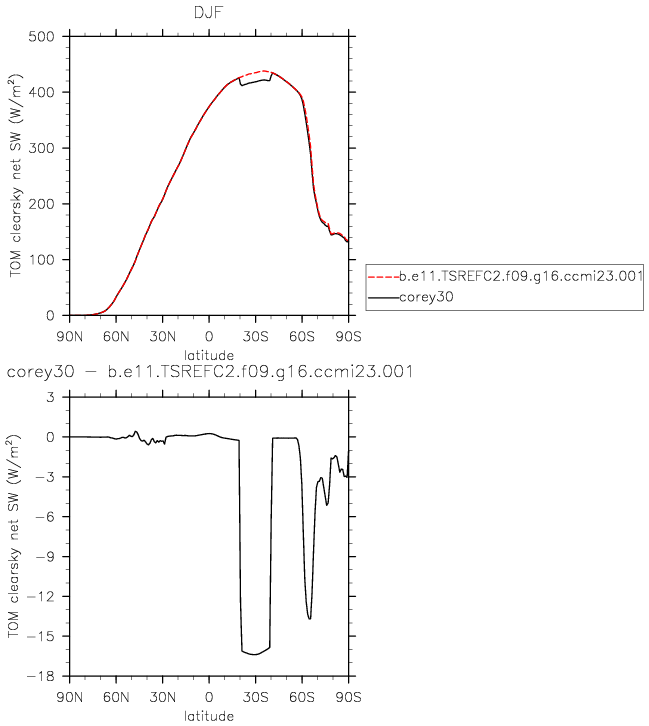 DJF
500
400
300
200
100
0
TOM clearsky net SW (W/m²)
90N 60N 30N 0 30S 60S 90S
latitude
b.e11.TSREFC2.f09.g16.ccmi23.001
corey30
corey30 − b.e11.TSREFC2.f09.g16.ccmi23.001
3
0
−3
−6
−9
−12
−15
−18
TOM clearsky net SW (W/m²)
90N 60N 30N 0 30S 60S 90S
latitude